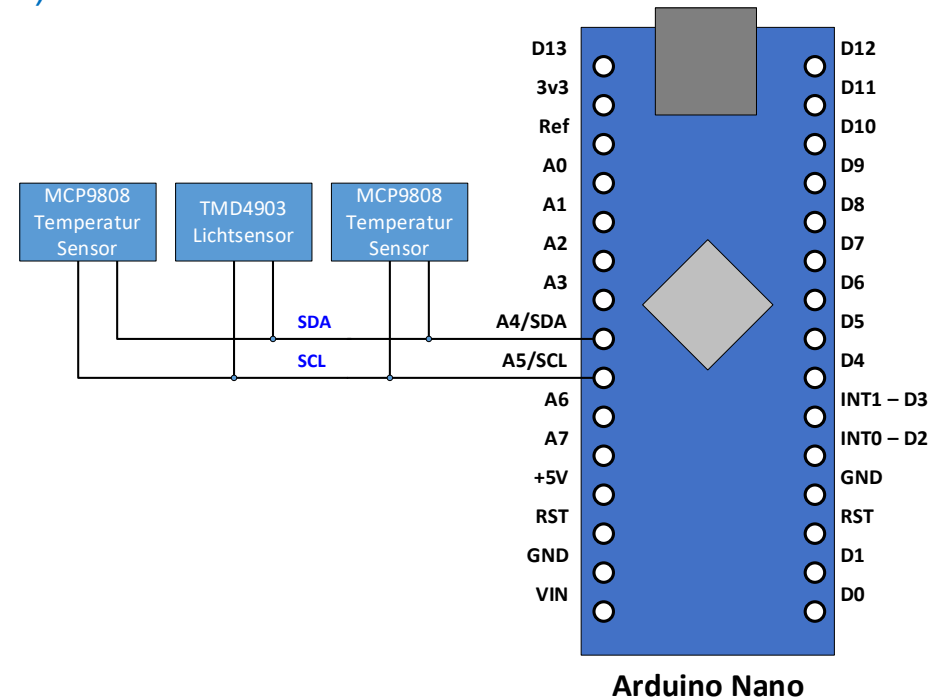 )
D13
3v3
Ref
A0
A1
A2
A3
A4/SDA
A5/SCL
A6
A7
+5V
RST
GND
VIN
D12
D11
D10
D9
D8
D7
D6
D5
D4
INT1 – D3
INT0 – D2
GND
RST
D1
D0
MCP9808
Temperatur
Sensor
TMD4903
Lichtsensor
MCP9808
Temperatur
Sensor
SDA
SCL
Arduino Nano